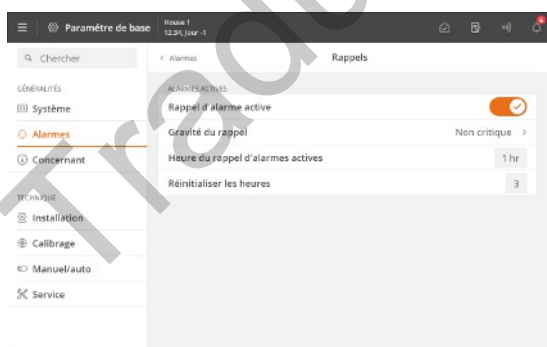 Paramétre de base
House 1
12:34, Jour -1
6
Chercher
< Alarmes
Rappels
GÉNÉRALITÉS
Système
Alarmes
Concernant
TECHNIQUE
Installation
Calibrage
Manuel/auto
Service
ALARMES ACTIVES
Rappel d'alarme active
Gravité du rappel Non critique >
Heure du rappel d'alarmes actives 1 hr
Réinitialiser les heures 3